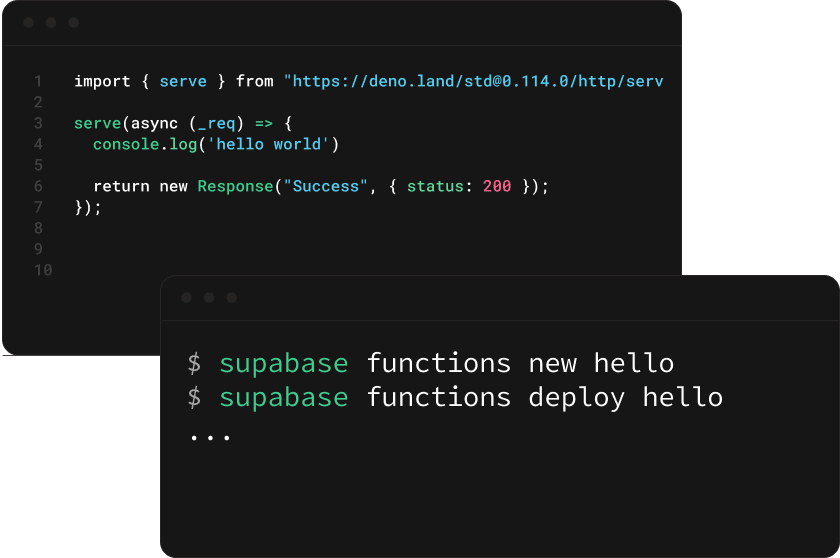 1 import { serve } from "https://deno.land/std@0.114.0/http/serv
2
3 serve(async (_req) => {
4 console.log('hello world')
5
6 return new Response("Success", { status: 200 });
7 });
8
9
10
$ supabase functions new hello
$ supabase functions deploy hello
...